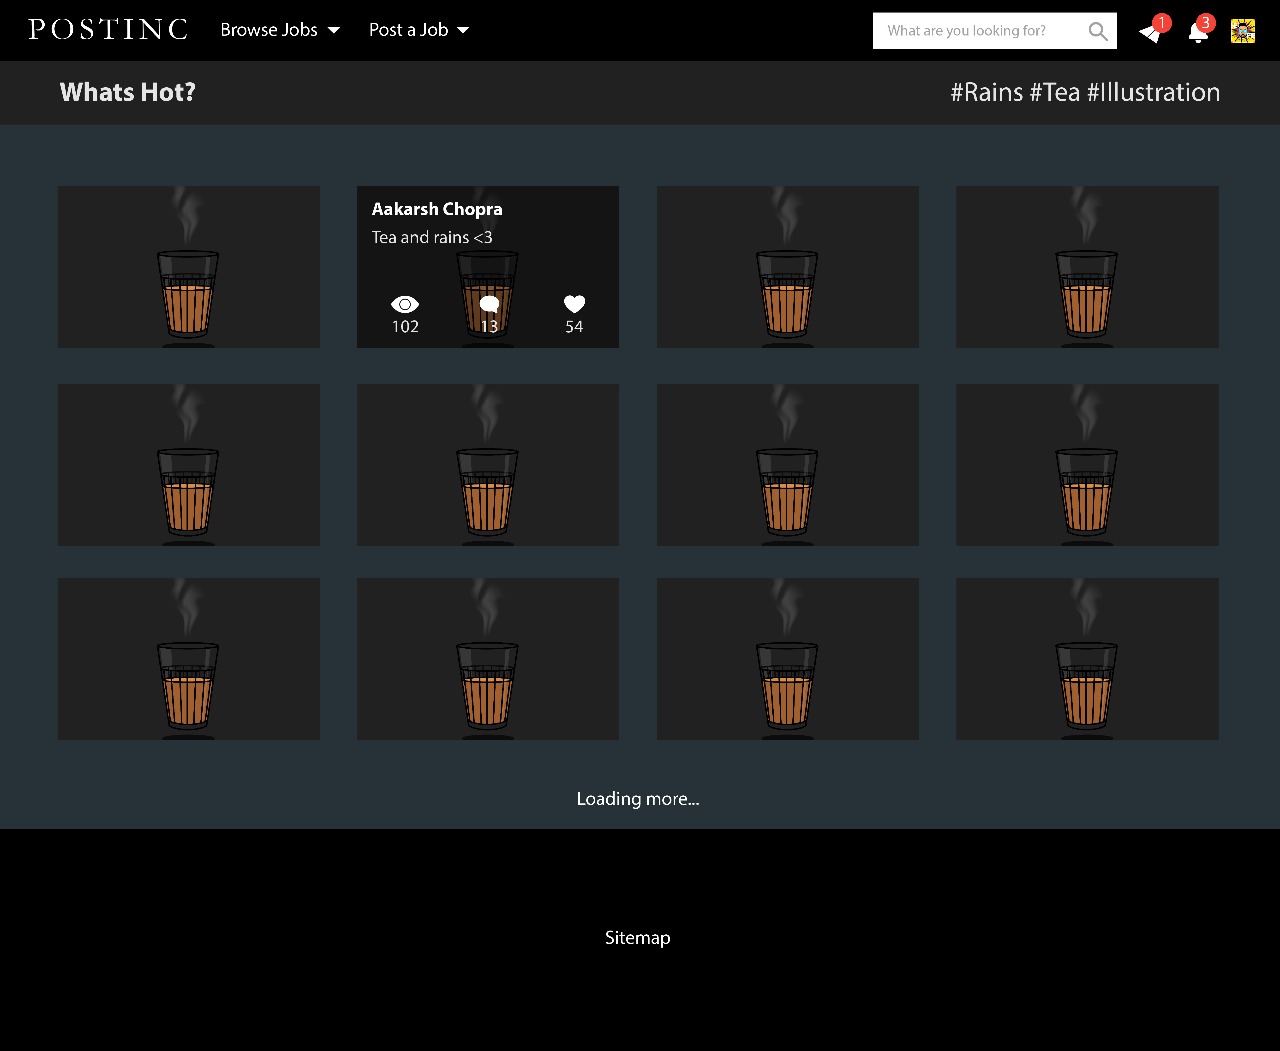 POSTINC Browse Jobs Post a Job What are you looking for? 1 3
Whats Hot? #Rains #Tea #Illustration
Aakarsh Chopra
Tea and rains <3
102 13 54
Loading more...
Sitemap